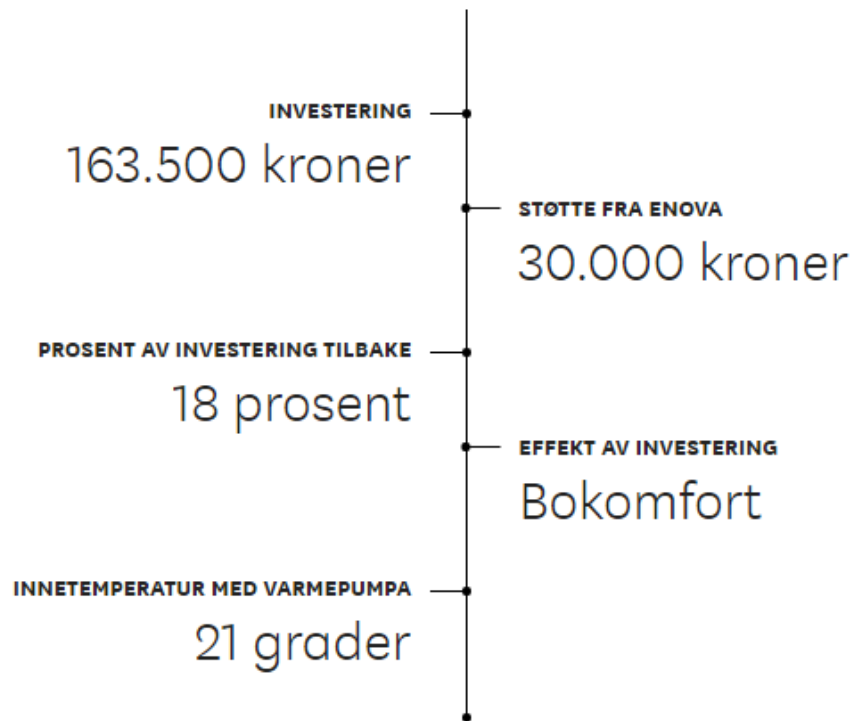 INVESTERING
163.500 kroner
STØTTE FRA ENOVA
30.000 kroner
PROSENT AV INVESTERING TILBAKE
18 prosent
EFFEKT AV INVESTERING
Bokomfort
INNETEMPERATUR MED VARMEPUMPA
21 grader